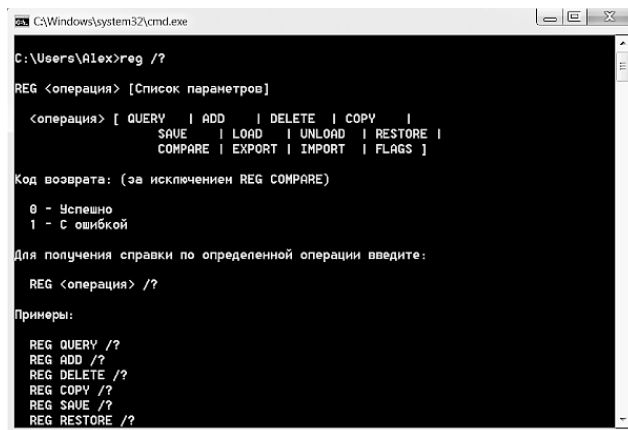 C:\Windows\system32\cmd.exe
C:\Users\Alex>reg /?
REG <операция> [Список параметров]
<операция> [ QUERY | ADD | DELETE | COPY |
SAVE | LOAD | UNLOAD | RESTORE |
COMPARE | EXPORT | IMPORT | FLAGS ]
Код возврата: (за исключением REG COMPARE)
0 - Успешно
1 - С ошибкой
Для получения справки по определенной операции введите:
REG <операция> /?
Примеры:
REG QUERY /?
REG ADD /?
REG DELETE /?
REG COPY /?
REG SAVE /?
REG RESTORE /?